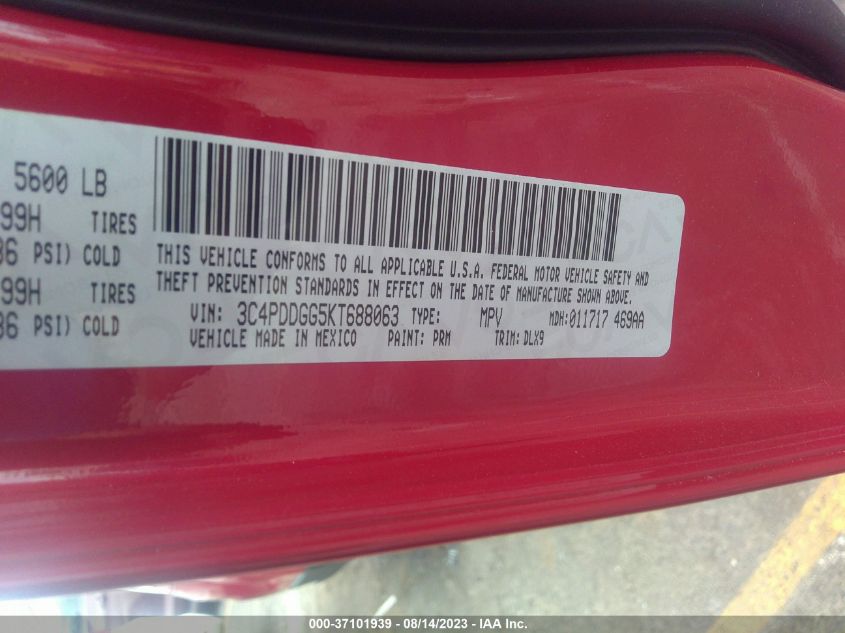 5600 LB
99H TIRES
36 PSI) COLD
99H TIRES
36 PSI) COLD
THIS VEHICLE CONFORMS TO ALL APPLICABLE U.S.A. FEDERAL MOTOR VEHICLE SAFETY AND
THEFT PREVENTION STANDARDS IN EFFECT ON THE DATE OF MANUFACTURE SHOWN ABOVE.
VIN: 3C4PDDGG5KT688063 TYPE: MPV MDH:011717 469AA
VEHICLE MADE IN MEXICO PAINT: PRM TRIM: DLX9
000-37101939 - 08/14/2023 - IAA Inc.